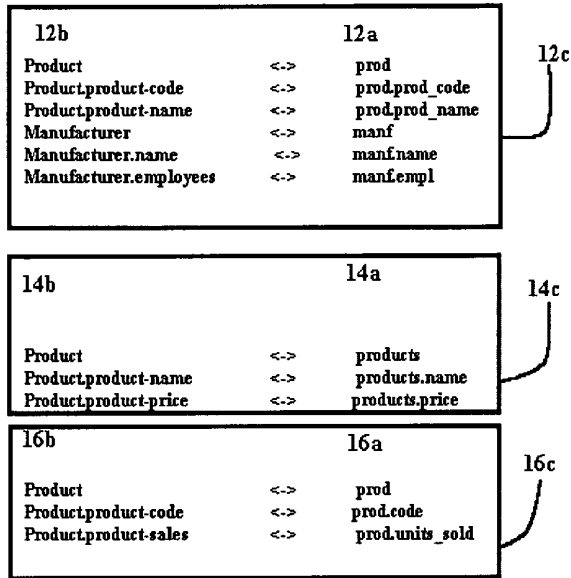 12b 12a 12c
Product <-> prod
Product.product-code <-> prod.prod_code
Product.product-name <-> prod.prod_name
Manufacturer <-> manf
Manufacturer.name <-> manf.name
Manufacturer.employees <-> manf.empl
14b 14a 14c
Product <-> products
Product.product-name <-> products.name
Product.product-price <-> products.price
16b 16a 16c
Product <-> prod
Product.product-code <-> prod.code
Product.product-sales <-> prod.units_sold